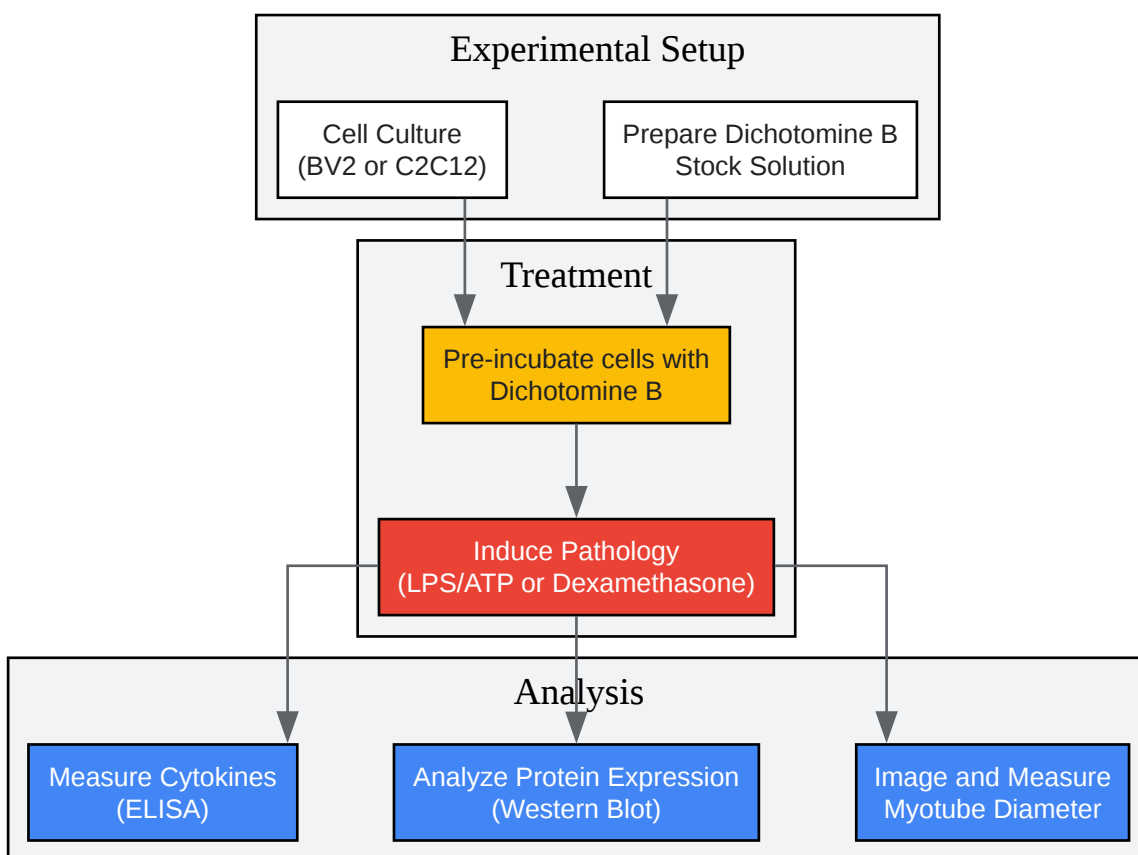 Experimental Setup
Cell Culture
(BV2 or C2C12)
Prepare Dichotomine B
Stock Solution
Treatment
Pre-incubate cells with
Dichotomine B
Induce Pathology
(LPS/ATP or Dexamethasone)
Analysis
Measure Cytokines
(ELISA)
Analyze Protein Expression
(Western Blot)
Image and Measure
Myotube Diameter